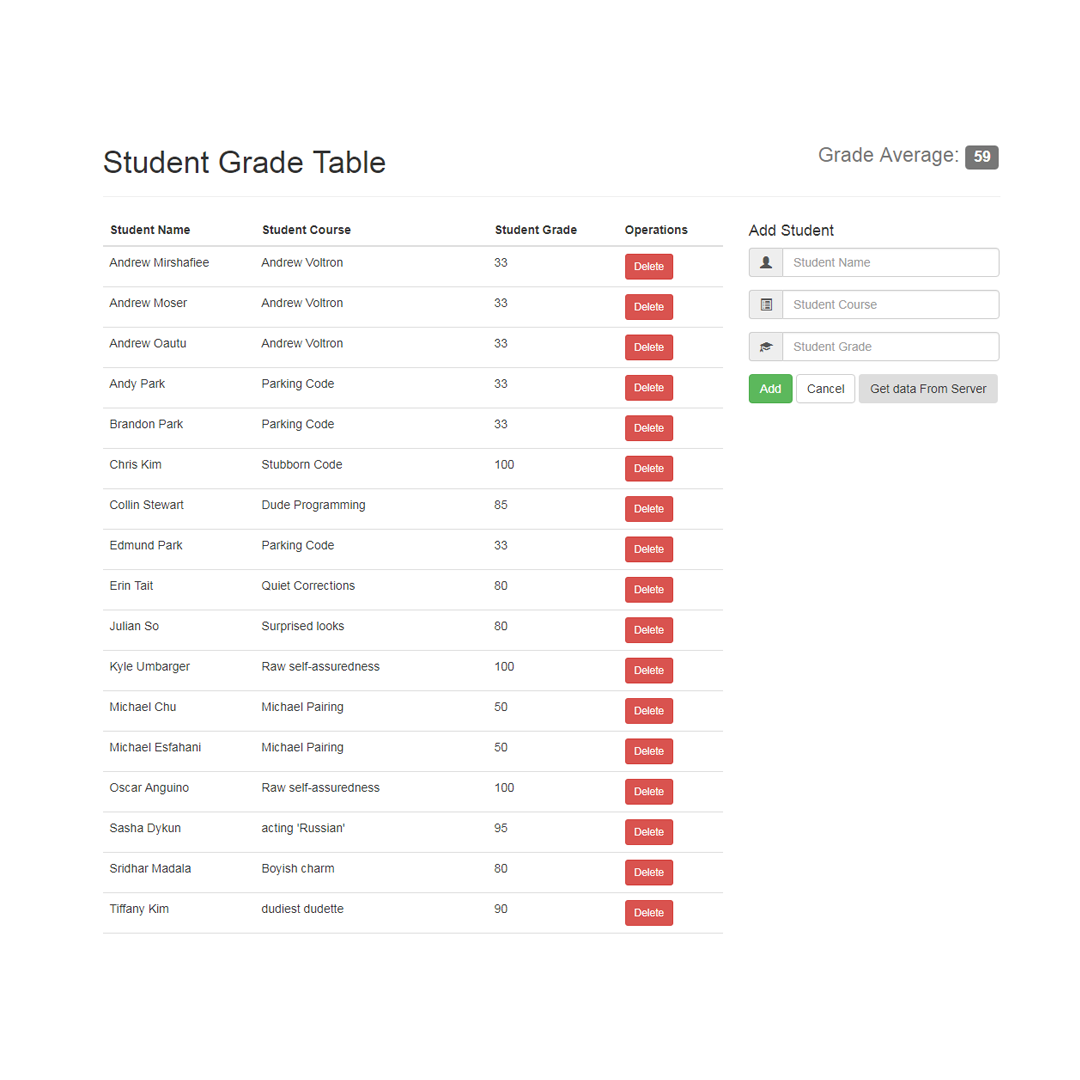 Student Grade Table
Grade Average: 59
Student Name Student Course Student Grade Operations
Andrew Mirshafiee Andrew Voltron 33 Delete
Andrew Moser Andrew Voltron 33 Delete
Andrew Oautu Andrew Voltron 33 Delete
Andy Park Parking Code 33 Delete
Brandon Park Parking Code 33 Delete
Chris Kim Stubborn Code 100 Delete
Collin Stewart Dude Programming 85 Delete
Edmund Park Parking Code 33 Delete
Erin Tait Quiet Corrections 80 Delete
Julian So Surprised looks 80 Delete
Kyle Umbarger Raw self-assuredness 100 Delete
Michael Chu Michael Pairing 50 Delete
Michael Esfahani Michael Pairing 50 Delete
Oscar Anguino Raw self-assuredness 100 Delete
Sasha Dykun acting 'Russian' 95 Delete
Sridhar Madala Boyish charm 80 Delete
Tiffany Kim dudiest dudette 90 Delete
Add Student
Student Name
Student Course
Student Grade
Add Cancel Get data From Server